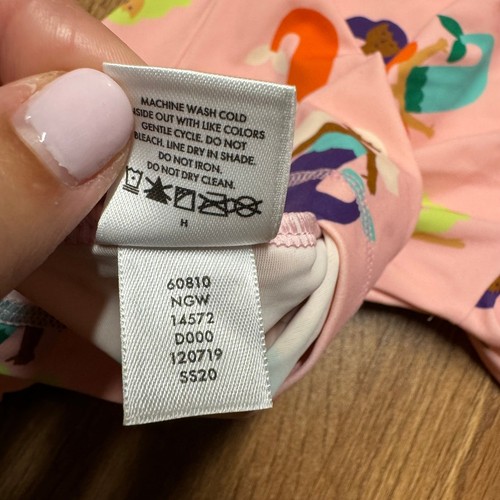 MACHINE WASH COLD
INSIDE OUT WITH LIKE COLORS
GENTLE CYCLE. DO NOT
BLEACH. LINE DRY IN SHADE.
DO NOT IRON.
DO NOT DRY CLEAN.
H
60810
NGW
14572
D000
120719
SS20